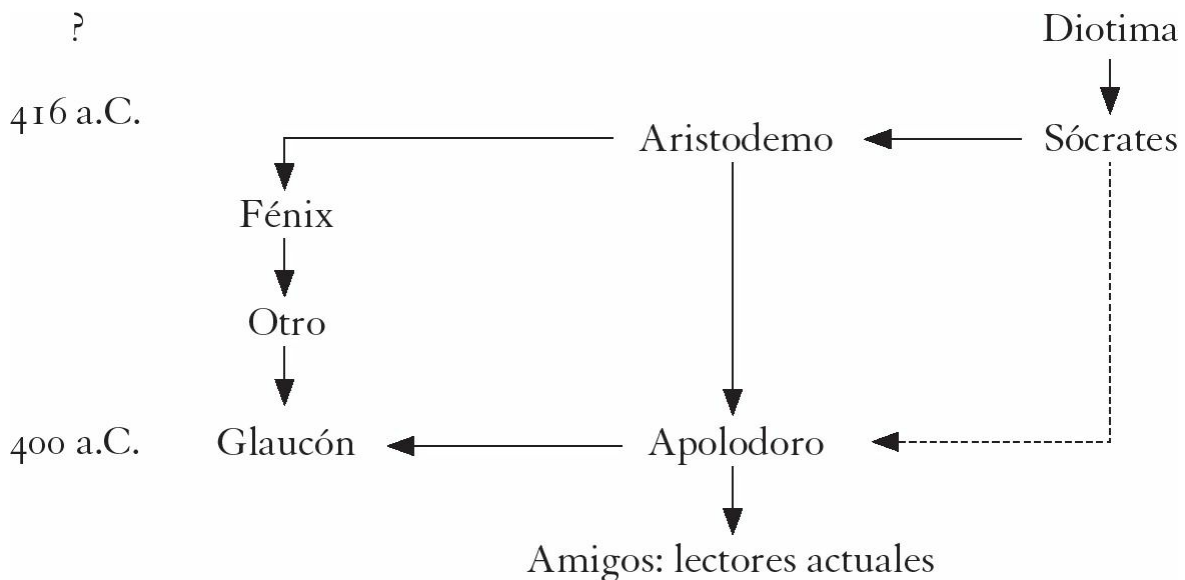 ? Diotima
416 a.C.
Aristodemo Sócrates
Fénix
Otro
400 a.C. Glaucón Apolodoro
Amigos: lectores actuales